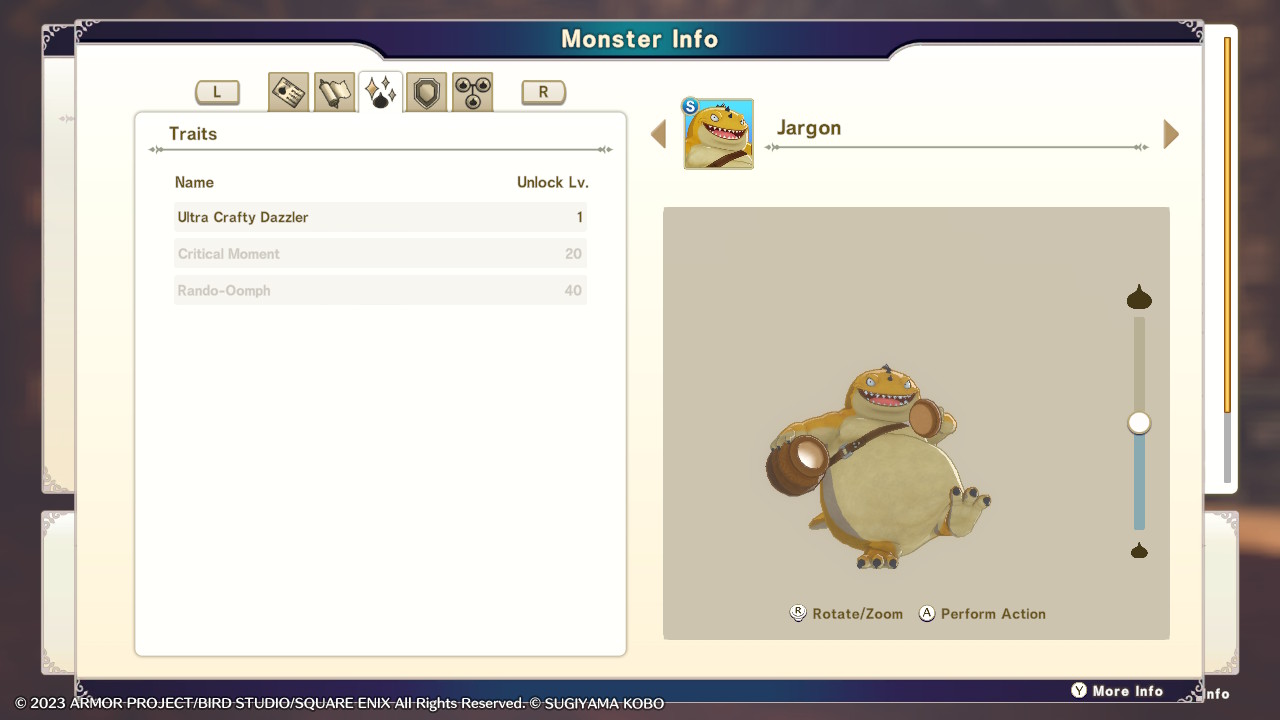 Monster Info
L
R
Traits
Name
Unlock Lv.
Ultra Crafty Dazzler
1
Critical Moment
20
Rando-Oomph
40
S
Jargon
R Rotate/Zoom
A Perform Action
Y More Info
nfo
© 2023 ARMOR PROJECT/BIRD STUDIO/SQUARE ENIX All Rights Reserved. © SUGIYAMA KOBO